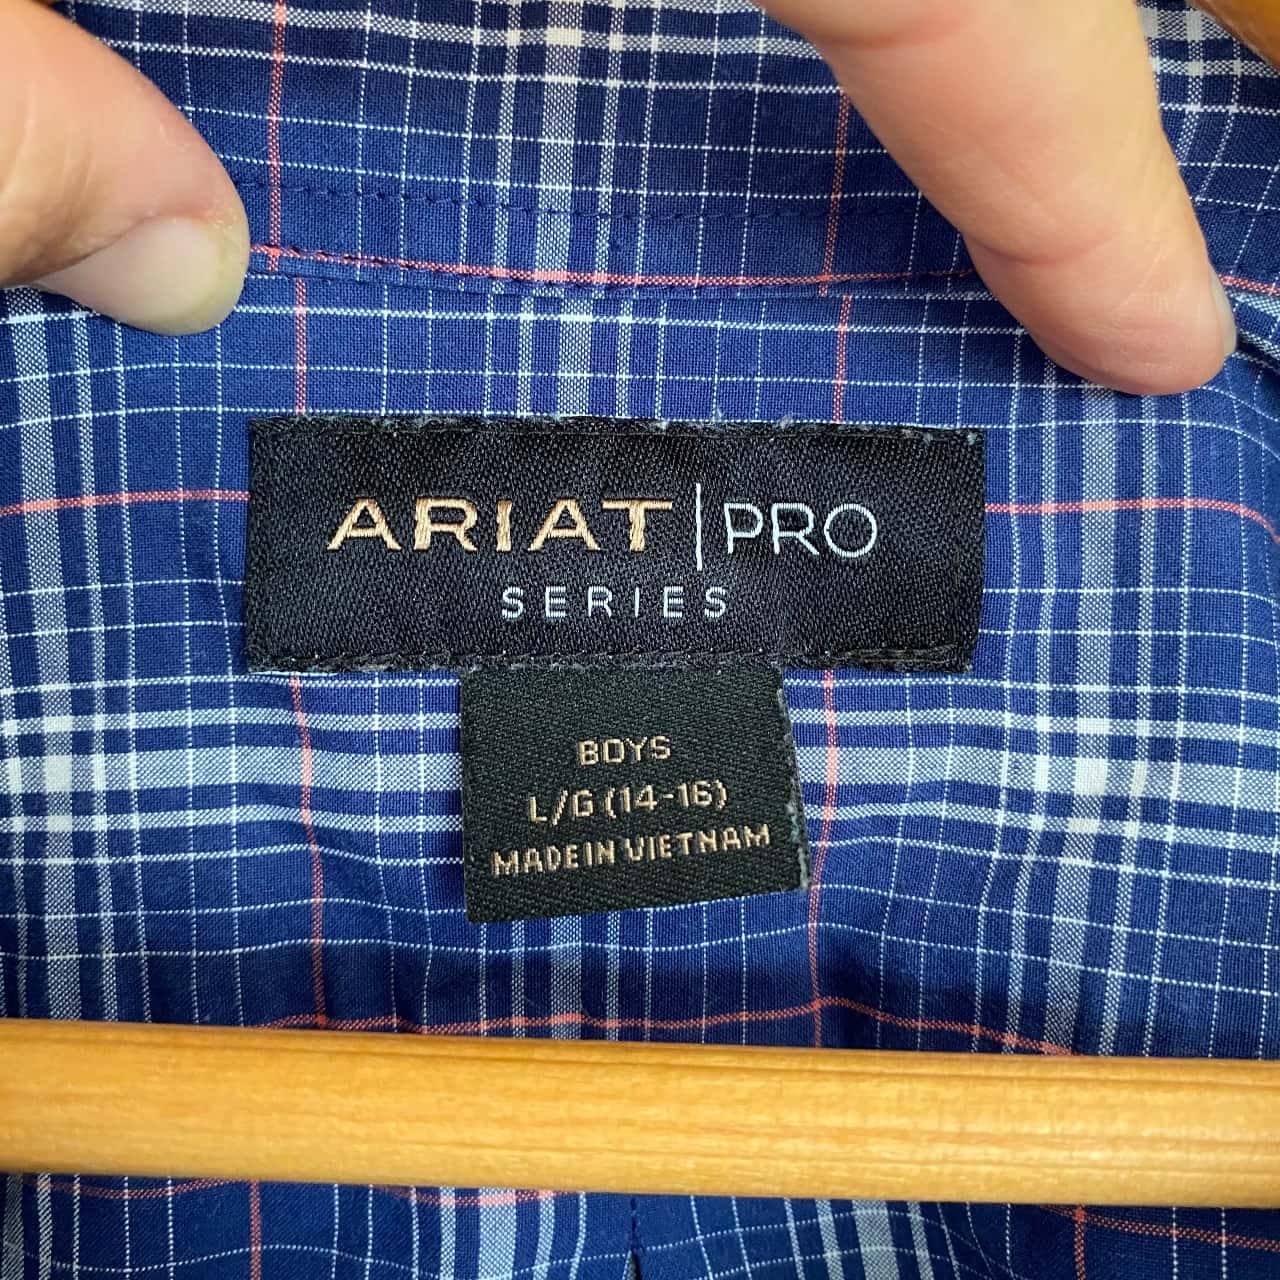 ARIAT|PRO
SERIES
BOYS
L/G (14-16)
MADE IN VIETNAM